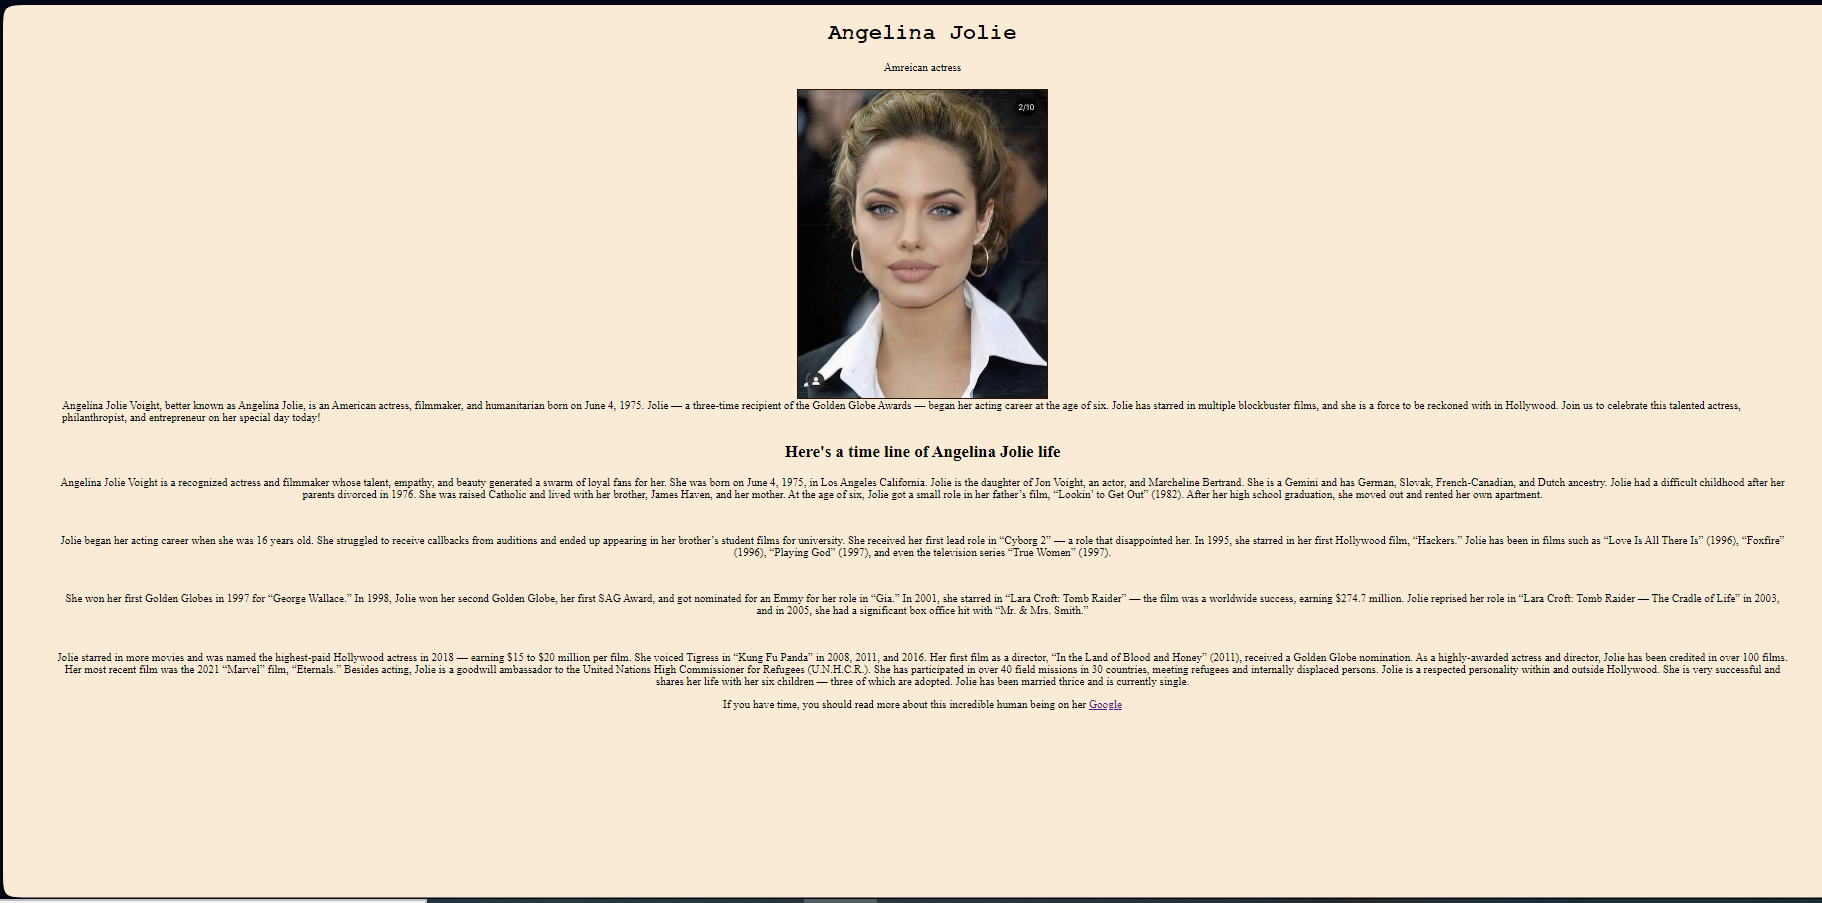 Angelina Jolie
Amreican actress
2/10
Angelina Jolie Voight, better known as Angelina Jolie, is an American actress, filmmaker, and humanitarian born on June 4, 1975. Jolie — a three-time recipient of the Golden Globe Awards — began her acting career at the age of six. Jolie has starred in multiple blockbuster films, and she is a force to be reckoned with in Hollywood. Join us to celebrate this talented actress,
philanthropist, and entrepreneur on her special day today!
Here's a time line of Angelina Jolie life
Angelina Jolie Voight is a recognized actress and filmmaker whose talent, empathy, and beauty generated a swarm of loyal fans for her. She was born on June 4, 1975, in Los Angeles California. Jolie is the daughter of Jon Voight, an actor, and Marcheline Bertrand. She is a Gemini and has German, Slovak, French-Canadian, and Dutch ancestry. Jolie had a difficult childhood after her
parents divorced in 1976. She was raised Catholic and lived with her brother, James Haven, and her mother. At the age of six, Jolie got a small role in her father’s film, “Lookin’ to Get Out” (1982). After her high school graduation, she moved out and rented her own apartment.
Jolie began her acting career when she was 16 years old. She struggled to receive callbacks from auditions and ended up appearing in her brother’s student films for university. She received her first lead role in “Cyborg 2” — a role that disappointed her. In 1995, she starred in her first Hollywood film, “Hackers.” Jolie has been in films such as “Love Is All There Is” (1996), “Foxfire”
(1996), “Playing God” (1997), and even the television series “True Women” (1997).
She won her first Golden Globes in 1997 for “George Wallace.” In 1998, Jolie won her second Golden Globe, her first SAG Award, and got nominated for an Emmy for her role in “Gia.” In 2001, she starred in “Lara Croft: Tomb Raider” — the film was a worldwide success, earning $274.7 million. Jolie reprised her role in “Lara Croft: Tomb Raider — The Cradle of Life” in 2003,
and in 2005, she had a significant box office hit with “Mr. & Mrs. Smith.”
Jolie starred in more movies and was named the highest-paid Hollywood actress in 2018 — earning $15 to $20 million per film. She voiced Tigress in “Kung Fu Panda” in 2008, 2011, and 2016. Her first film as a director, “In the Land of Blood and Honey” (2011), received a Golden Globe nomination. As a highly-awarded actress and director, Jolie has been credited in over 100 films.
Her most recent film was the 2021 “Marvel” film, “Eternals.” Besides acting, Jolie is a goodwill ambassador to the United Nations High Commissioner for Refugees (U.N.H.C.R.). She has participated in over 40 field missions in 30 countries, meeting refugees and internally displaced persons. Jolie is a respected personality within and outside Hollywood. She is very successful and
shares her life with her six children — three of which are adopted. Jolie has been married thrice and is currently single.
If you have time, you should read more about this incredible human being on her Google